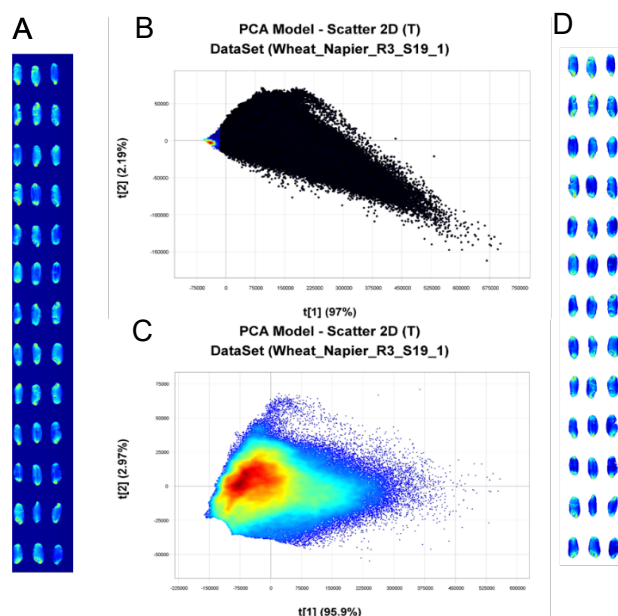 A
B
PCA Model - Scatter 2D (T)
DataSet (Wheat_Napier_R3_S19_1)
t[2] (2.19%)
50000
0
-50000
-100000
-150000
-75000 0 75000 150000 225000 300000 375000 450000 525000 600000 675000 750000
t[1] (97%)
C
PCA Model - Scatter 2D (T)
DataSet (Wheat_Napier_R3_S19_1)
t[2] (2.97%)
75000
50000
25000
0
-25000
-50000
-225000 -150000 -75000 0 75000 150000 225000 300000 375000 450000 525000 600000
t[1] (95.9%)
D